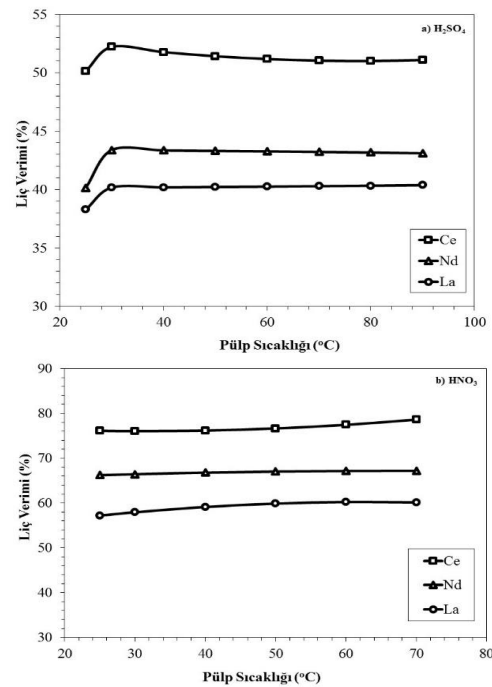 a) H₂SO₄
55
50
45
40
35
30
Liç Verimi (%)
20 40 60 80 100
Pülp Sıcaklığı (ᵒC)
Ce
Nd
La
b) HNO₃
90
80
70
60
50
40
30
Liç Verimi (%)
20 30 40 50 60 70 80
Pülp Sıcaklığı (ᵒC)
Ce
Nd
La